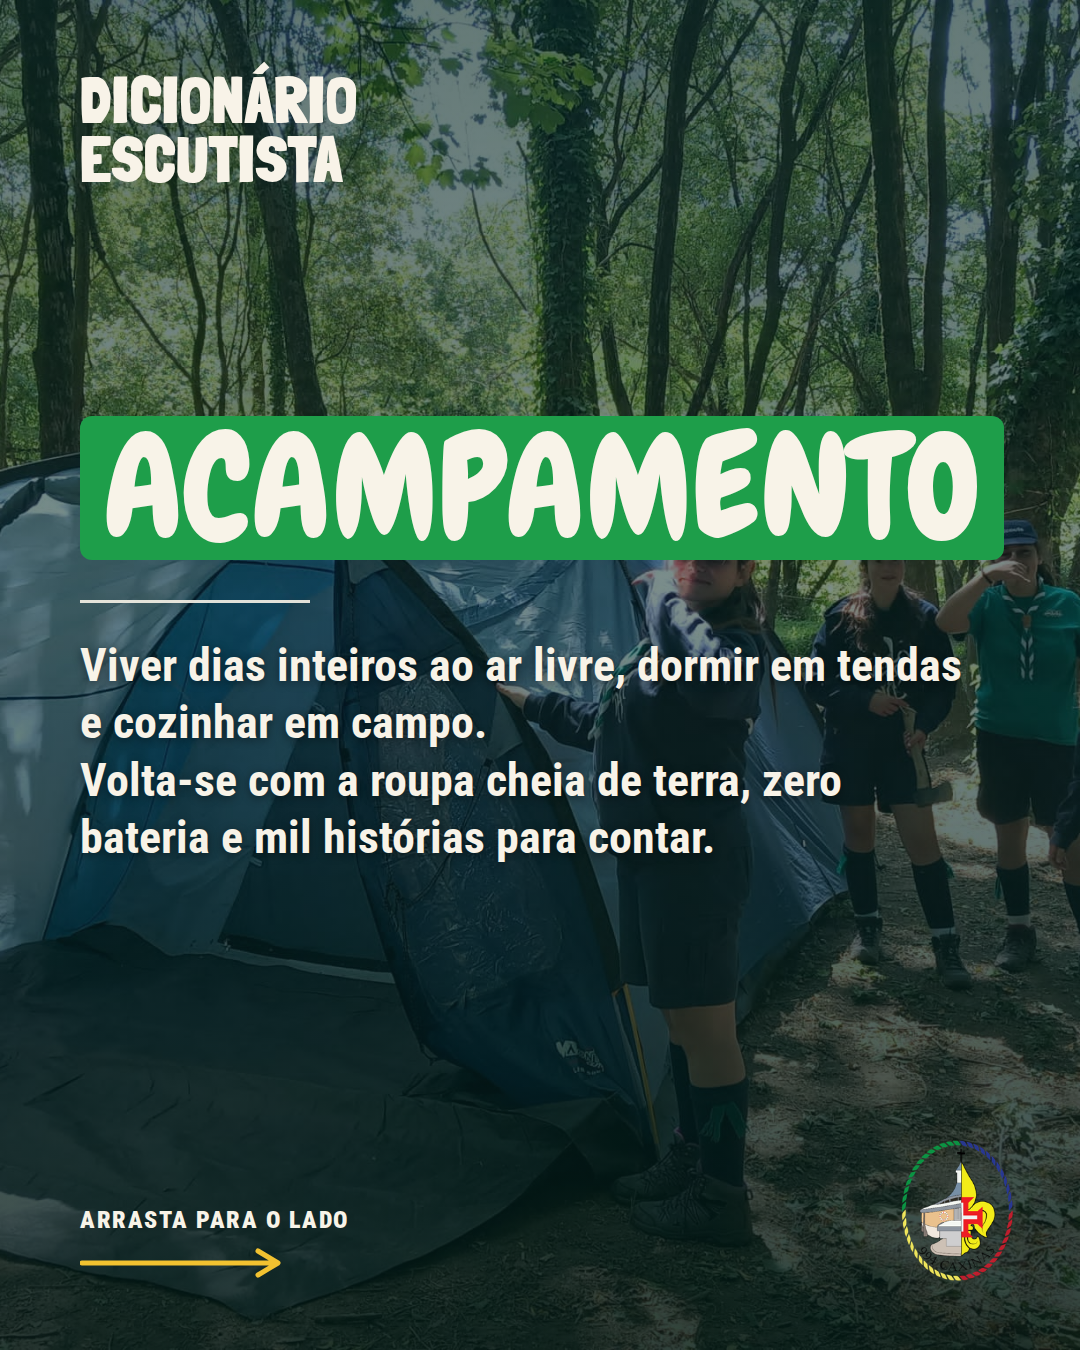 DICIONÁRIO
ESCUTISTA
ACAMPAMENTO
Viver dias inteiros ao ar livre, dormir em tendas
e cozinhar em campo.
Volta-se com a roupa cheia de terra, zero
bateria e mil histórias para contar.
ARRASTA PARA O LADO